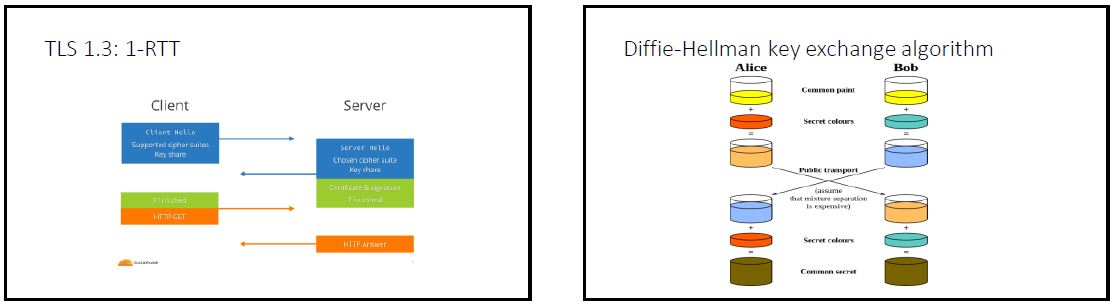 TLS 1.3: 1-RTT
Client
Server
Client Hello
Supported cipher suites
Key share
Server Hello
Chosen cipher suite
Key share
Certificate & signature
Finished
Finished
HTTP GET
HTTP Answer
CLOUDFLARE
Diffie-Hellman key exchange algorithm
Alice
Bob
Common paint
+
+
Secret colours
=
=
Public transport
(assume
that mixture separation
is expensive)
+
+
Secret colours
=
=
Common secret